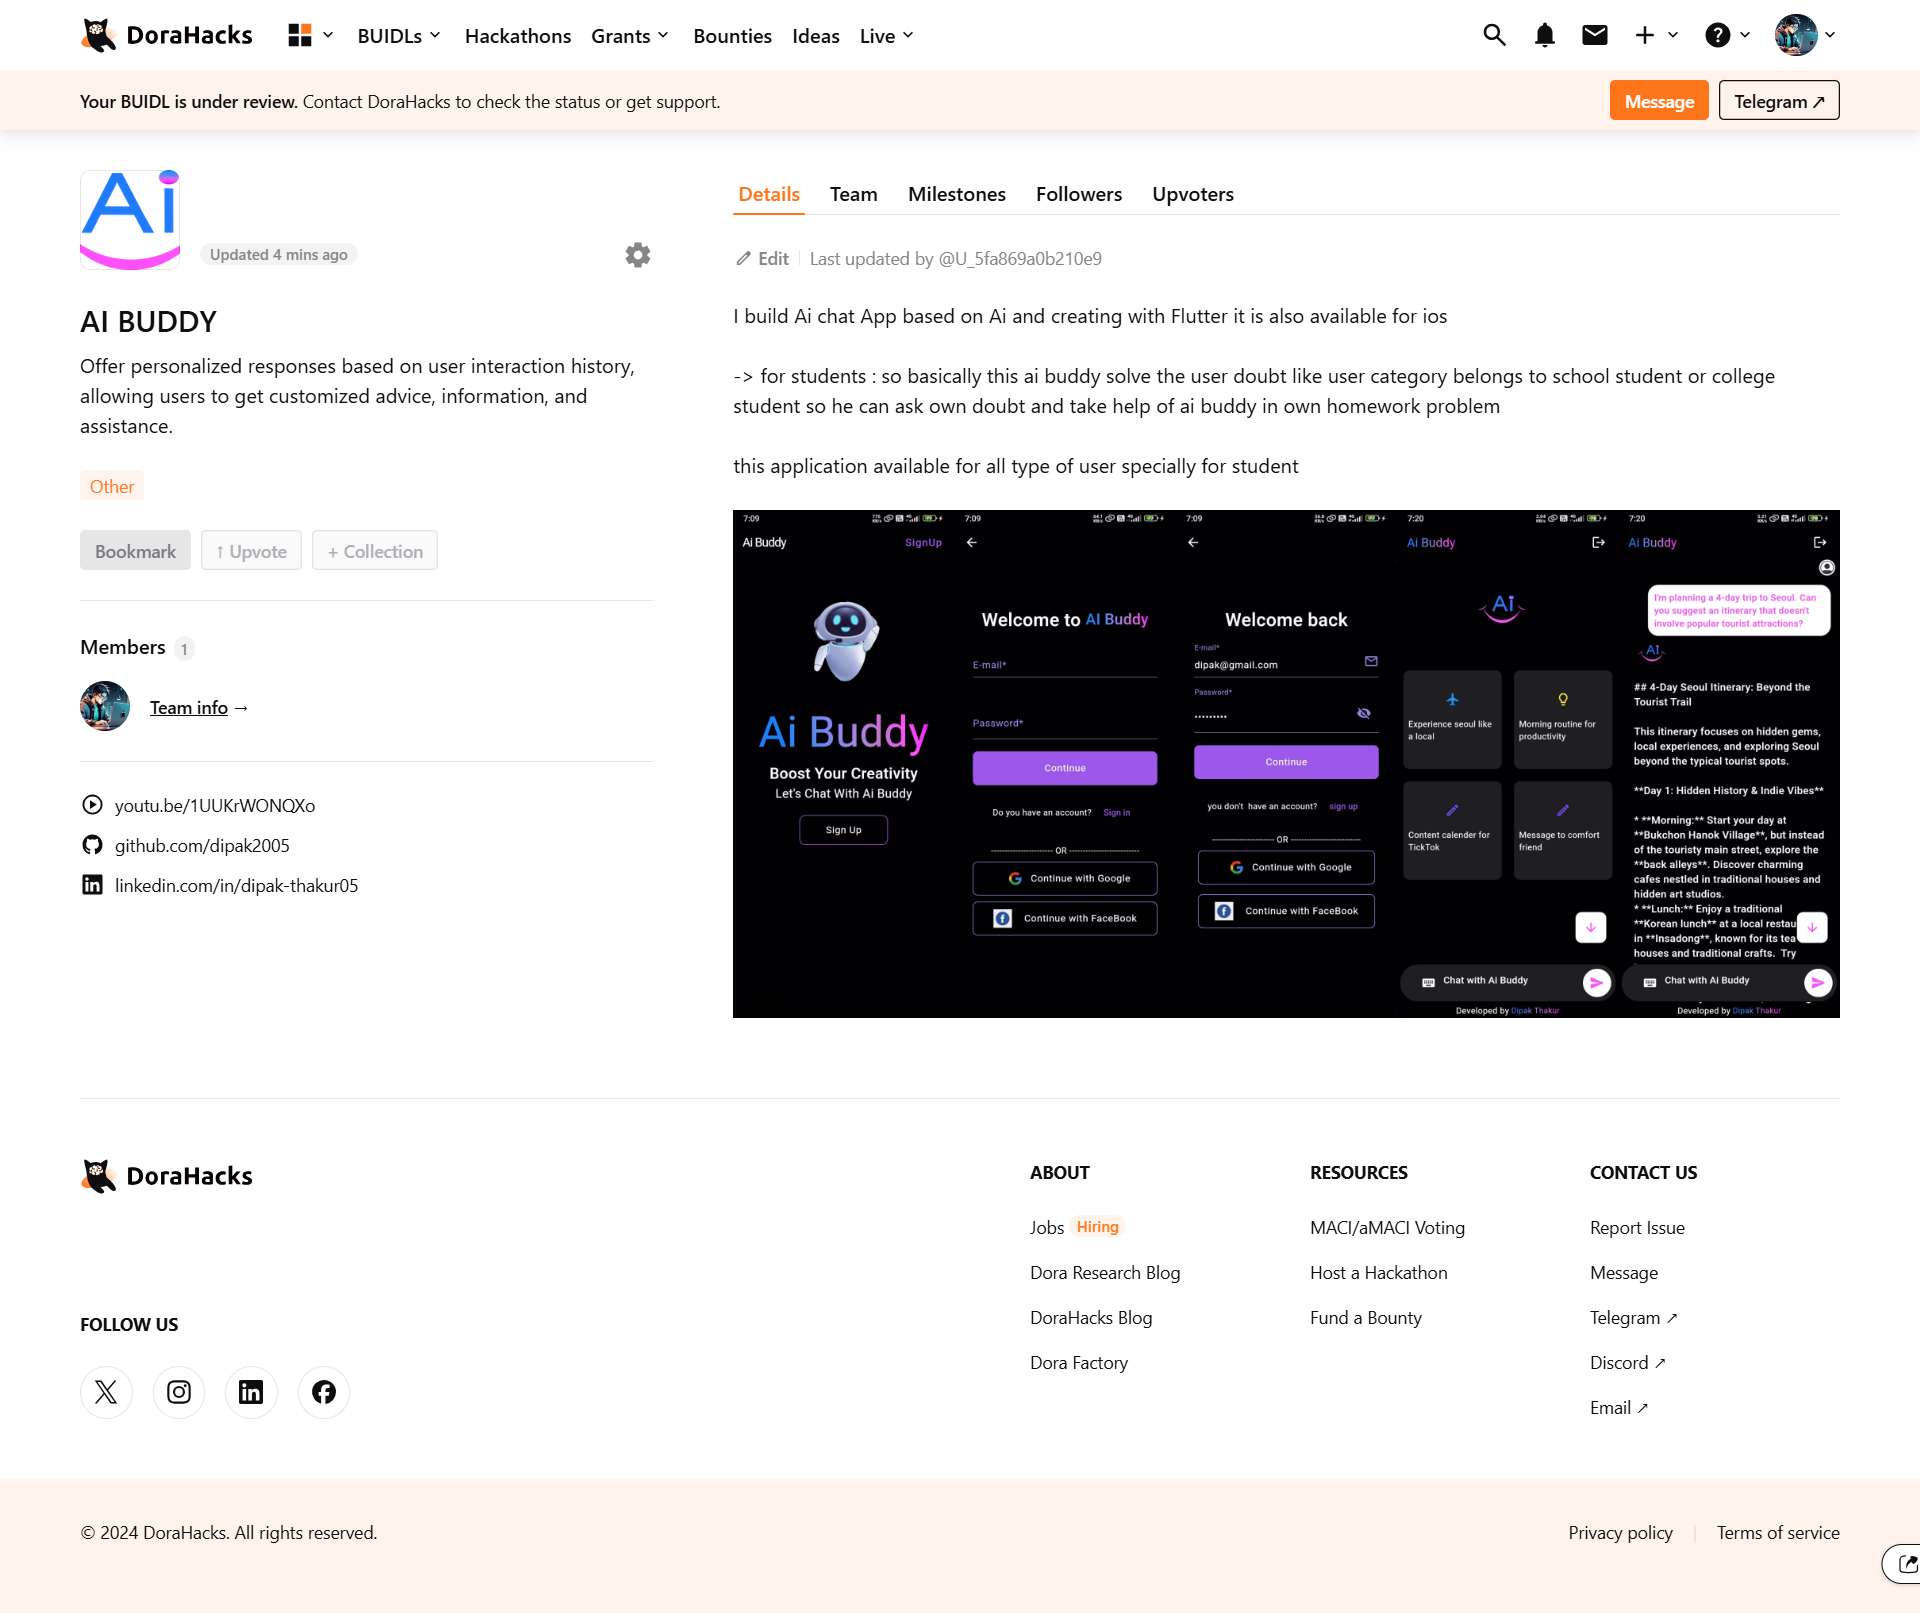 DoraHacks
BUIDLs
Hackathons
Grants
Bounties
Ideas
Live
Your BUIDL is under review. Contact DoraHacks to check the status or get support.
Message
Telegram ↗
Ai
Updated 4 mins ago
AI BUDDY
Offer personalized responses based on user interaction history,
allowing users to get customized advice, information, and
assistance.
Other
Bookmark
↑ Upvote
+ Collection
Members 1
Team info →
youtu.be/1UUKrWONQXo
github.com/dipak2005
linkedin.com/in/dipak-thakur05
Details
Team
Milestones
Followers
Upvoters
Edit
Last updated by @U_5fa869a0b210e9
I build Ai chat App based on Ai and creating with Flutter it is also available for ios
-> for students : so basically this ai buddy solve the user doubt like user category belongs to school student or college
student so he can ask own doubt and take help of ai buddy in own homework problem
this application available for all type of user specially for student
7:09
Ai Buddy
SignUp
Ai Buddy
Boost Your Creativity
Let's Chat With Ai Buddy
Sign Up
7:09
Welcome to AI Buddy
E-mail*
Password*
Continue
Do you have an account? Sign in
OR
Continue with Google
Continue with FaceBook
7:09
Welcome back
E-mail*
dipak@gmail.com
Password*
Continue
you don't have an account? sign up
OR
Continue with Google
Continue with FaceBook
7:20
Ai Buddy
Ai
Experience seoul like
a local
Morning routine for
productivity
Content calender for
TickTok
Message to comfort
friend
Chat with Ai Buddy
Developed by Dipak Thakur
7:20
Ai Buddy
I'm planning a 4-day trip to Seoul. Can
you suggest an itinerary that doesn't
involve popular tourist attractions?
Ai
## 4-Day Seoul Itinerary: Beyond the
Tourist Trail
This itinerary focuses on hidden gems,
local experiences, and exploring Seoul
beyond the typical tourist spots.
**Day 1: Hidden History & Indie Vibes**
* **Morning:** Start your day at
**Bukchon Hanok Village**, but instead
of the touristy main street, explore the
**back alleys**. Discover charming
cafes nestled in traditional houses and
hidden art studios.
* **Lunch:** Enjoy a traditional
**Korean lunch** at a local restau
in **Insadong**, known for its tea
houses and traditional crafts. Try
Chat with Ai Buddy
Developed by Dipak Thakur
DoraHacks
FOLLOW US
ABOUT
Jobs Hiring
Dora Research Blog
DoraHacks Blog
Dora Factory
RESOURCES
MACI/aMACI Voting
Host a Hackathon
Fund a Bounty
CONTACT US
Report Issue
Message
Telegram ↗
Discord ↗
Email ↗
© 2024 DoraHacks. All rights reserved.
Privacy policy
Terms of service